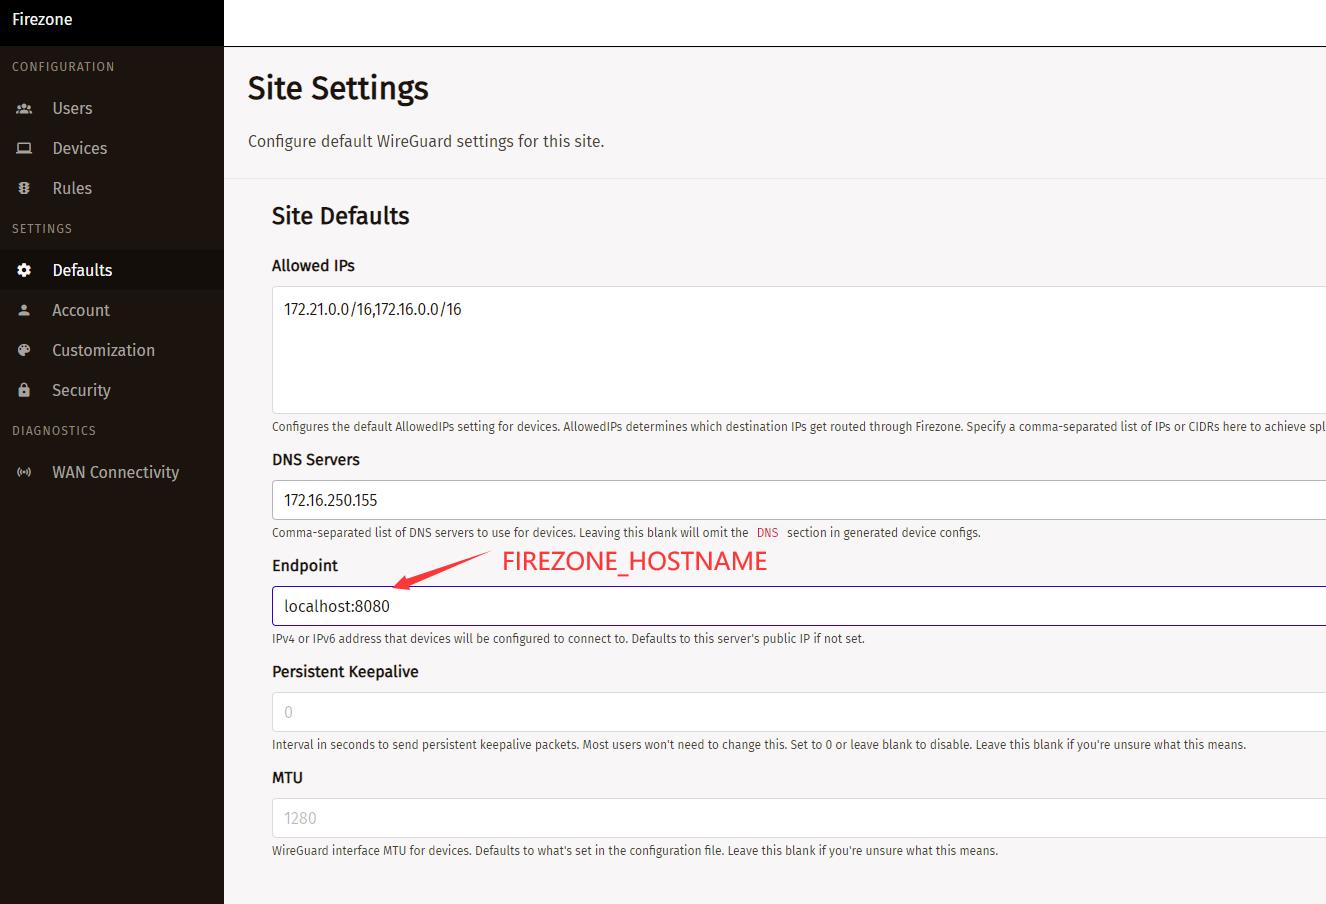 Firezone
CONFIGURATION
Users
Devices
Rules
SETTINGS
Defaults
Account
Customization
Security
DIAGNOSTICS
WAN Connectivity
Site Settings
Configure default WireGuard settings for this site.
Site Defaults
Allowed IPs
172.21.0.0/16,172.16.0.0/16
Configures the default AllowedIPs setting for devices. AllowedIPs determines which destination IPs get routed through Firezone. Specify a comma-separated list of IPs or CIDRs here to achieve spl
DNS Servers
172.16.250.155
Comma-separated list of DNS servers to use for devices. Leaving this blank will omit the DNS section in generated device configs.
FIREZONE_HOSTNAME
Endpoint
localhost:8080
IPv4 or IPv6 address that devices will be configured to connect to. Defaults to this server's public IP if not set.
Persistent Keepalive
0
Interval in seconds to send persistent keepalive packets. Most users won't need to change this. Set to 0 or leave blank to disable. Leave this blank if you're unsure what this means.
MTU
1280
WireGuard interface MTU for devices. Defaults to what's set in the configuration file. Leave this blank if you're unsure what this means.